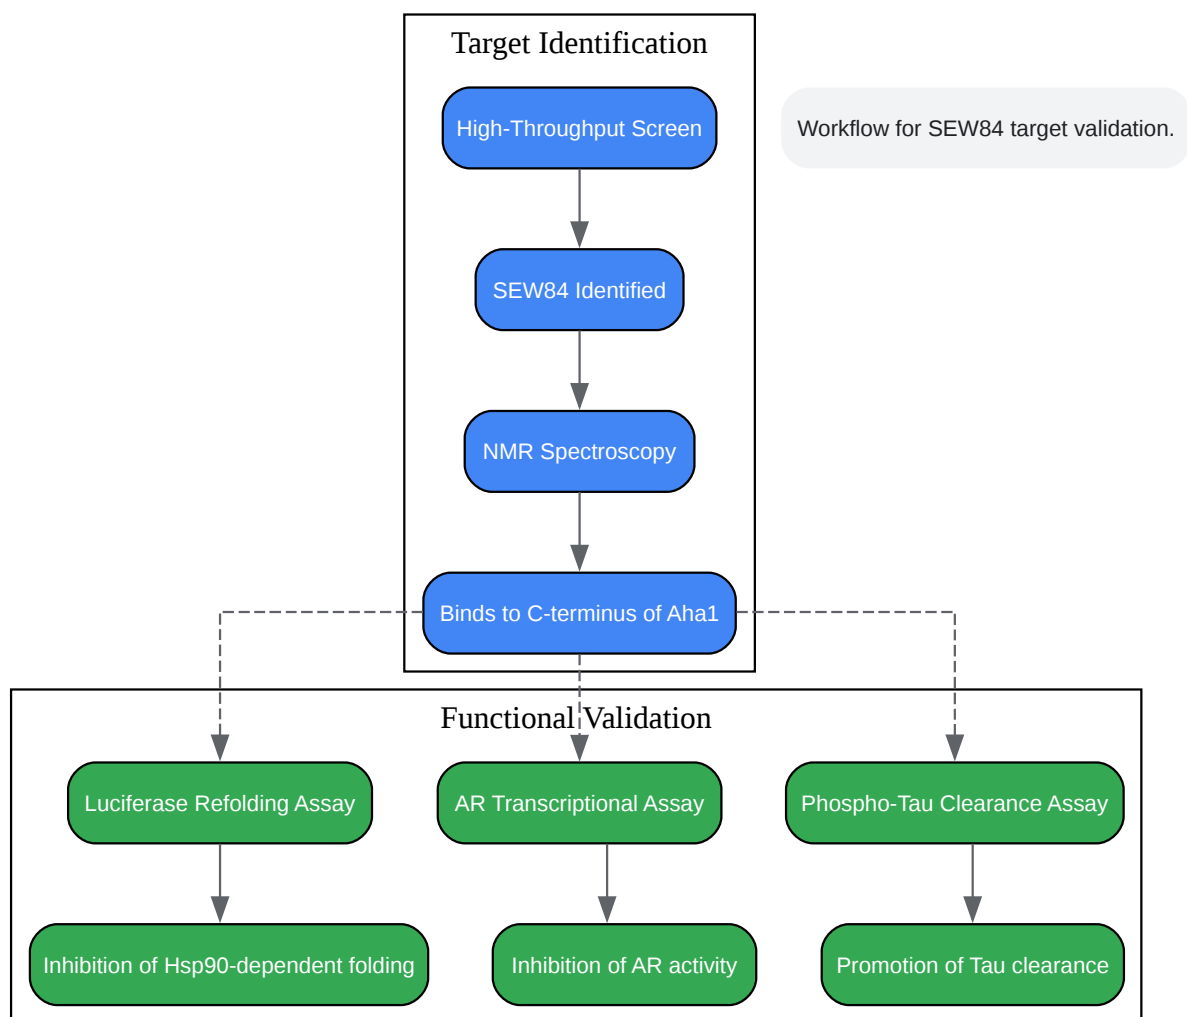 Target Identification
High-Throughput Screen
Workflow for SEW84 target validation.
SEW84 Identified
NMR Spectroscopy
Binds to C-terminus of Aha1
Functional Validation
Luciferase Refolding Assay
AR Transcriptional Assay
Phospho-Tau Clearance Assay
Inhibition of Hsp90-dependent folding
Inhibition of AR activity
Promotion of Tau clearance